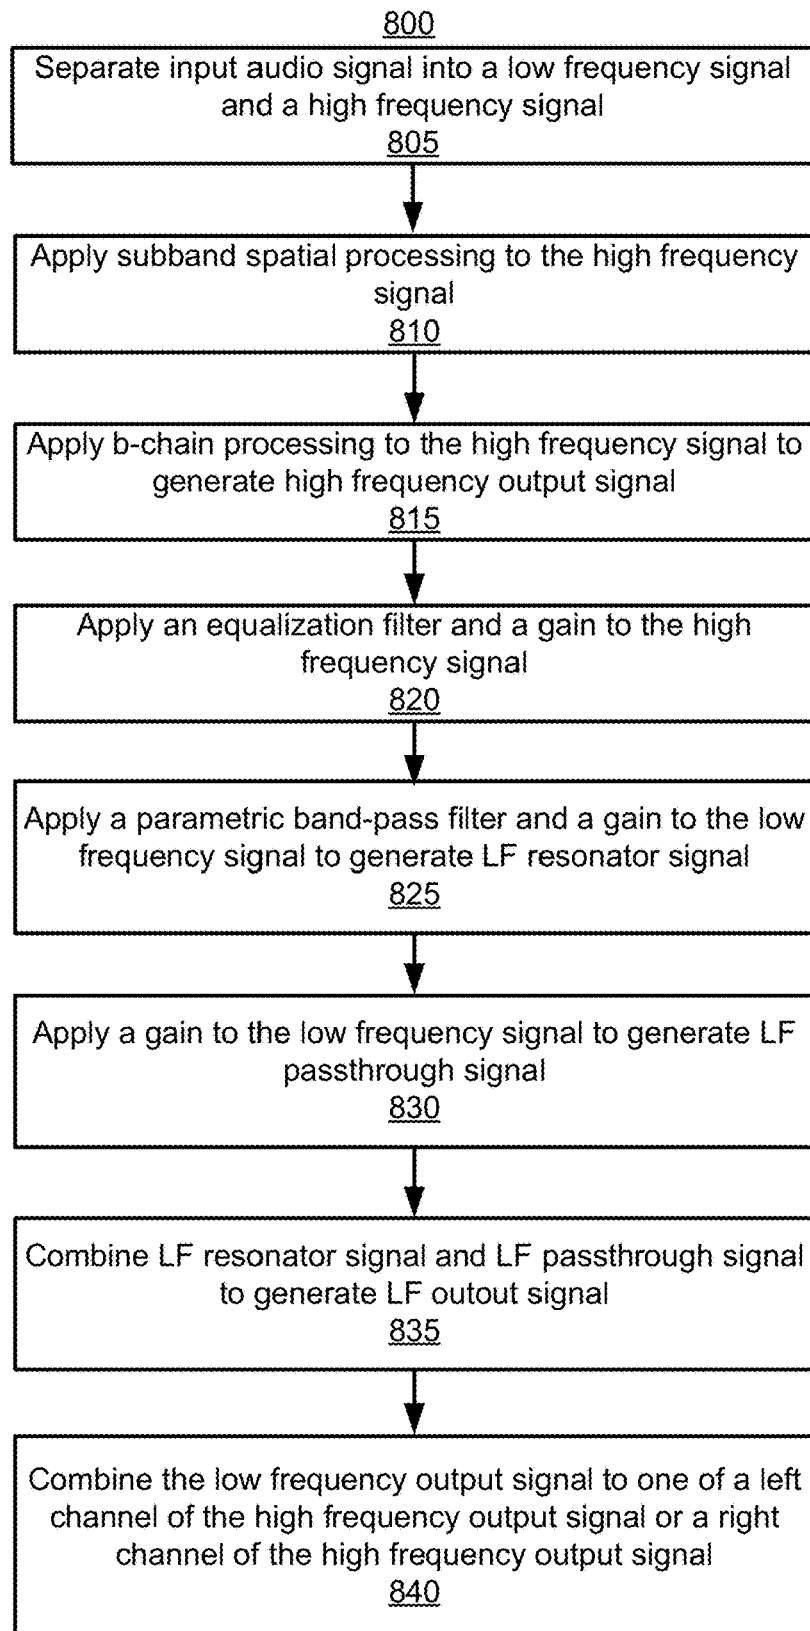 800
Separate input audio signal into a low frequency signal
and a high frequency signal
805
Apply subband spatial processing to the high frequency
signal
810
Apply b-chain processing to the high frequency signal to
generate high frequency output signal
815
Apply an equalization filter and a gain to the high
frequency signal
820
Apply a parametric band-pass filter and a gain to the low
frequency signal to generate LF resonator signal
825
Apply a gain to the low frequency signal to generate LF
passthrough signal
830
Combine LF resonator signal and LF passthrough signal
to generate LF outout signal
835
Combine the low frequency output signal to one of a left
channel of the high frequency output signal or a right
channel of the high frequency output signal
840